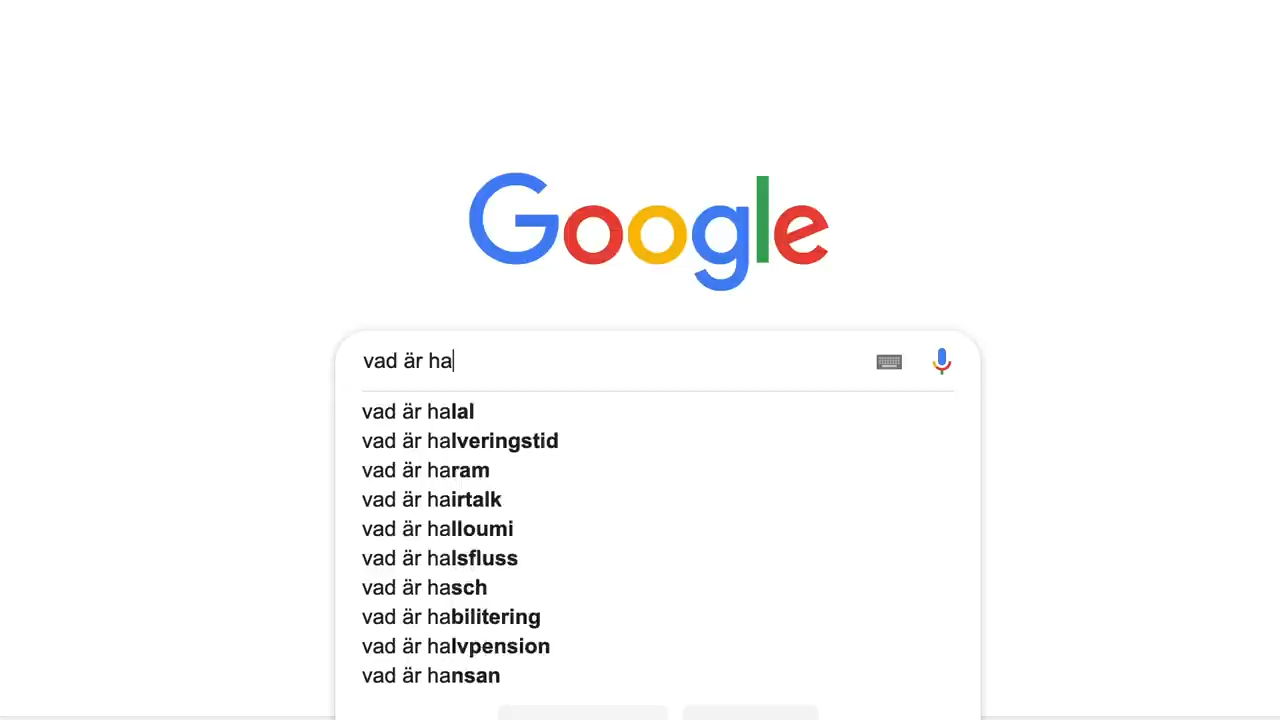 Google
vad är ha
vad är halal
vad är halveringstid
vad är haram
vad är hairtalk
vad är halloumi
vad är halsfluss
vad är hasch
vad är habilitering
vad är halvpension
vad är hansan